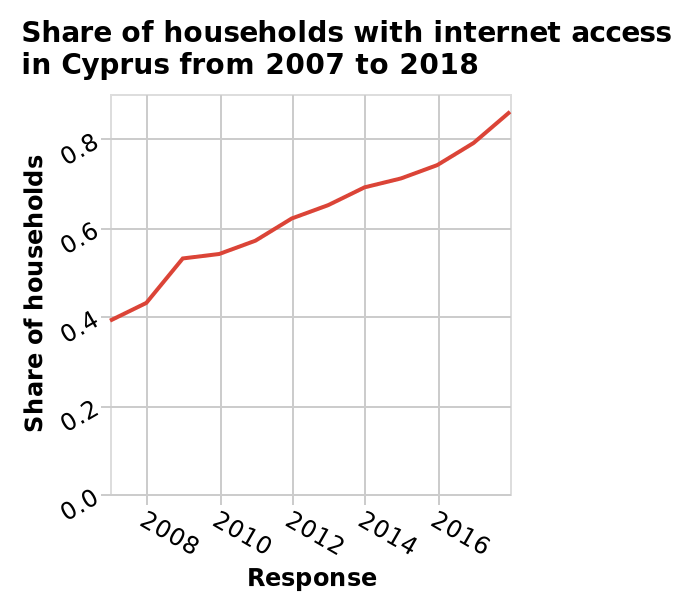 Share of households with internet access
in Cyprus from 2007 to 2018
Share of households
0.8
0.6
0.4
0.2
0.0
2008 2010 2012 2014 2016
Response